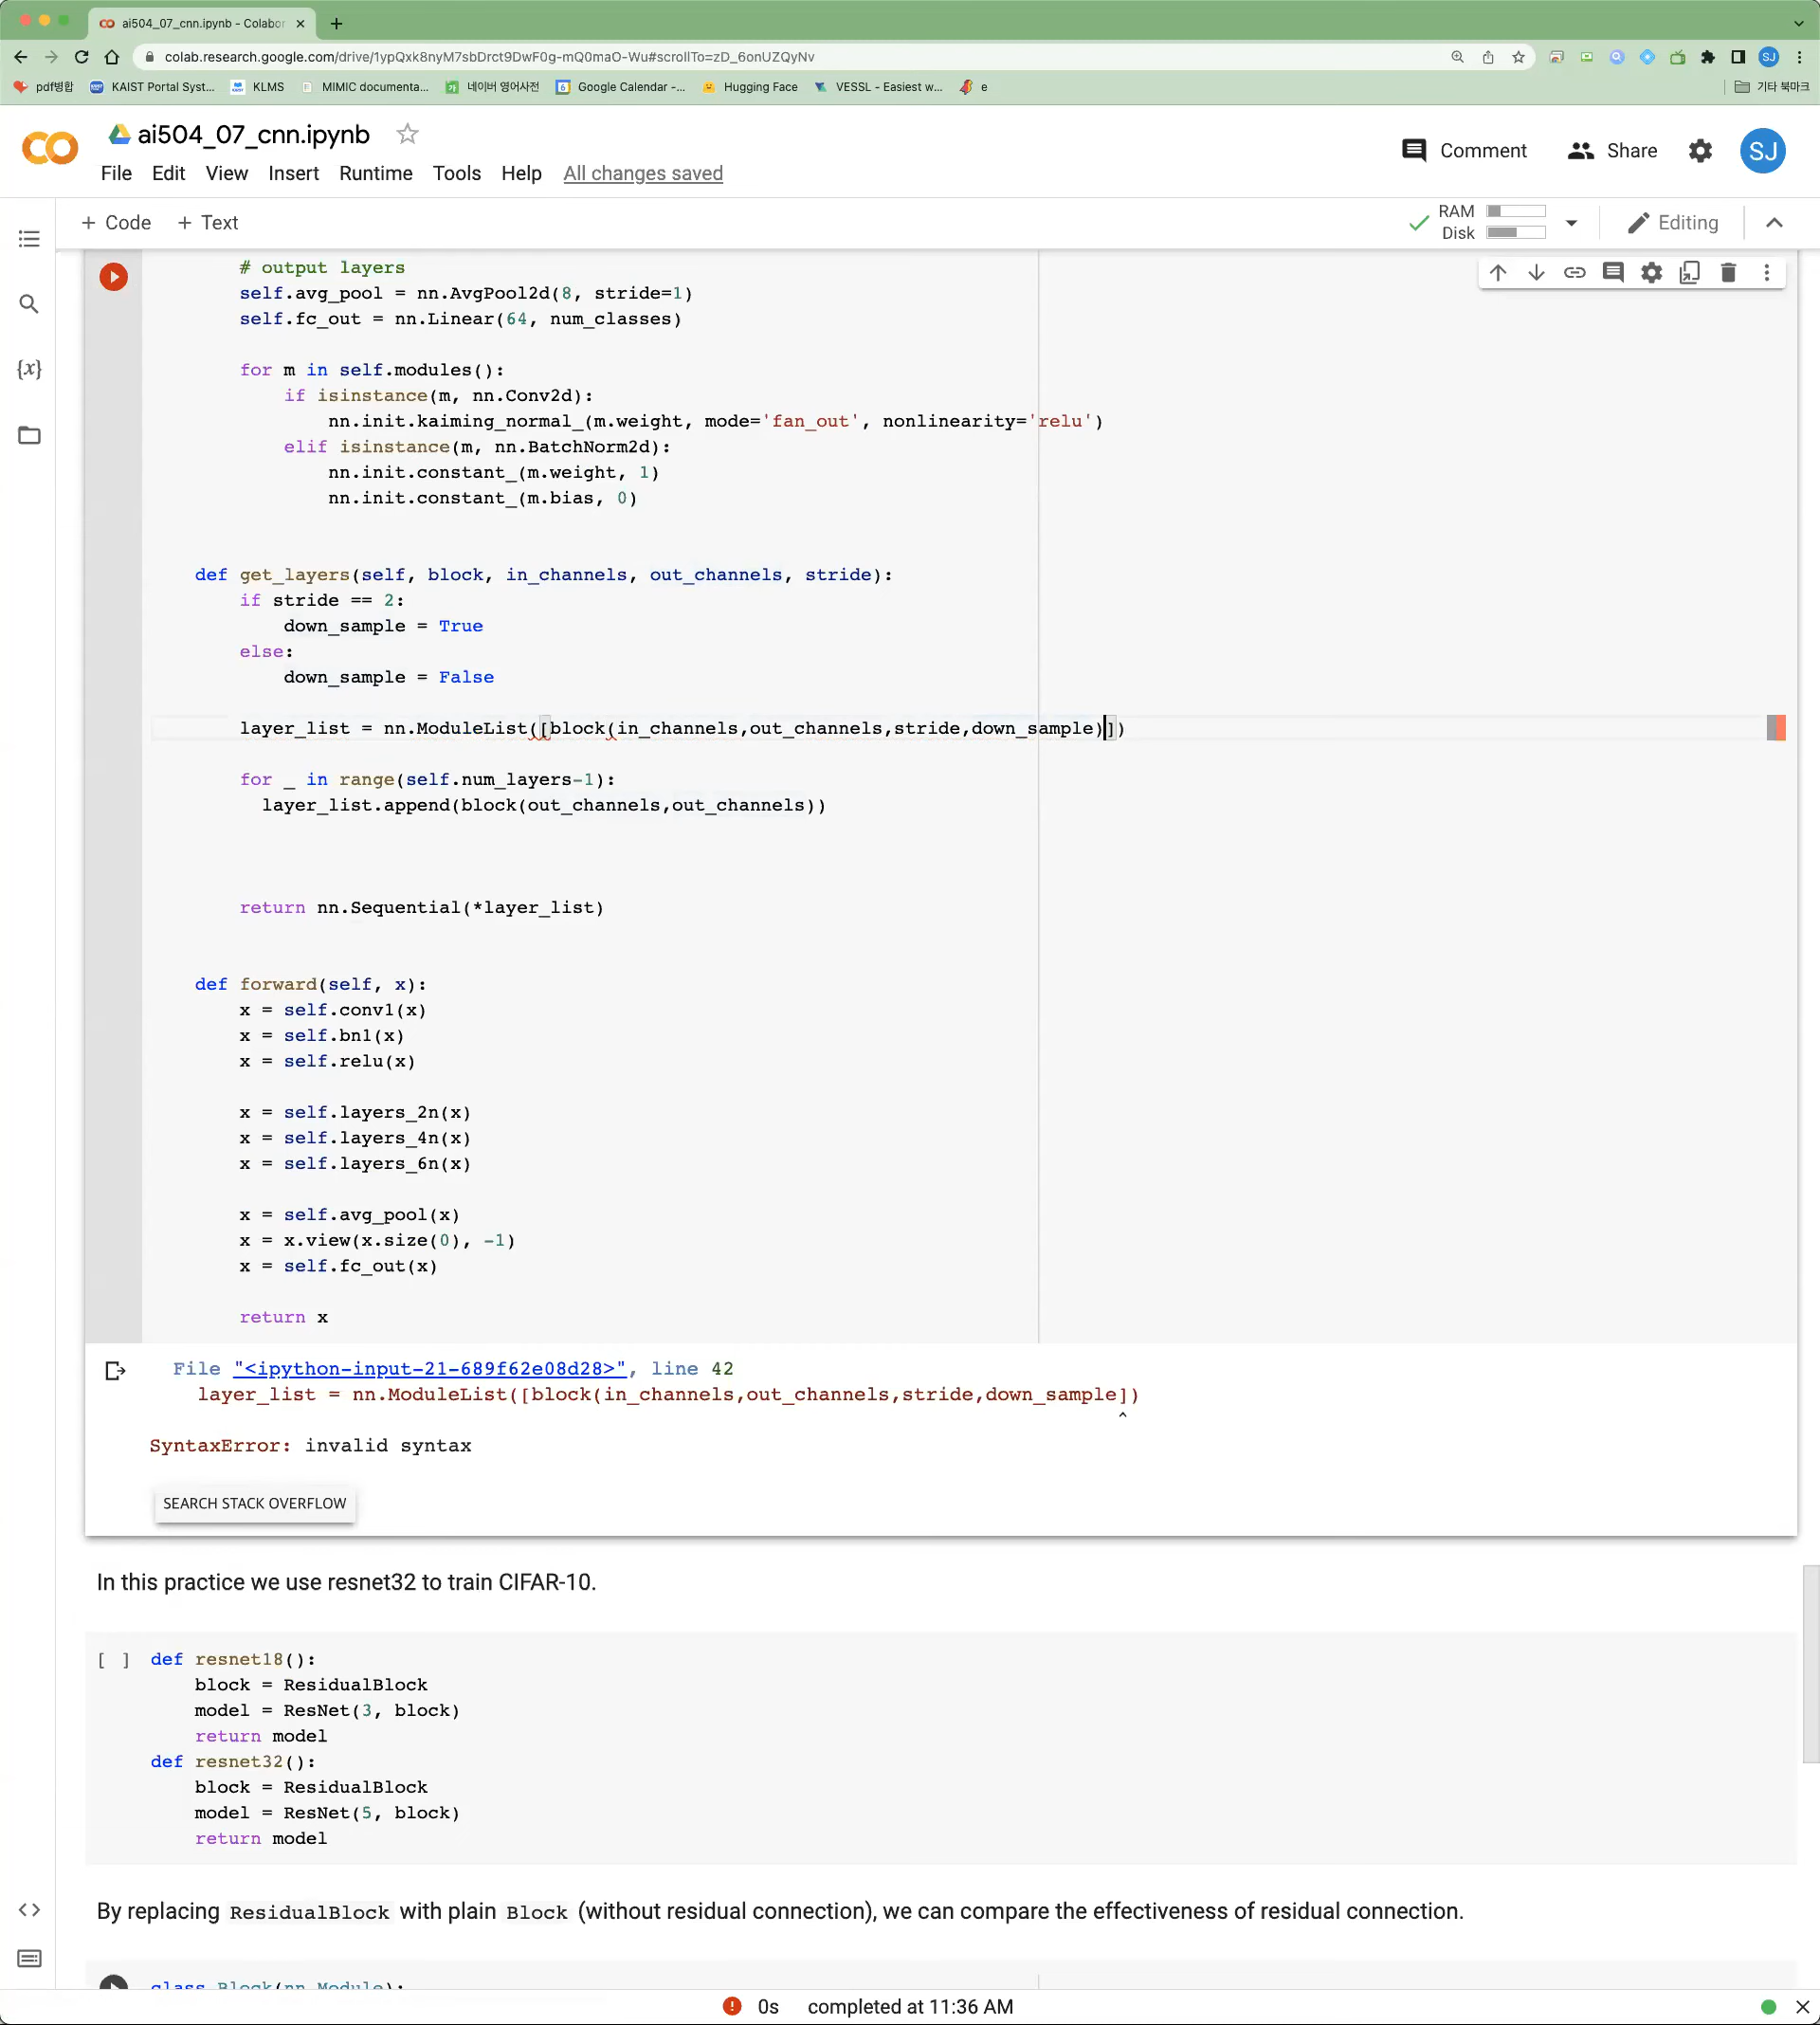 ai504_07_cnn.ipynb - Colabor
colab.research.google.com/drive/1ypQxk8nyM7sbDrct9DwF0g-mQ0maO-Wu#scrollTo=zD_6onUZQyNv
SJ
pdf병합 KAIST Portal Syst... KLMS MIMIC documenta... 네이버 영어사전 Google Calendar -... Hugging Face VESSL - Easiest w... e 기타 북마크
ai504_07_cnn.ipynb
File Edit View Insert Runtime Tools Help All changes saved
Comment Share SJ
+ Code + Text
RAM
Disk
Editing
# output layers
self.avg_pool = nn.AvgPool2d(8, stride=1)
self.fc_out = nn.Linear(64, num_classes)
for m in self.modules():
if isinstance(m, nn.Conv2d):
nn.init.kaiming_normal_(m.weight, mode='fan_out', nonlinearity='relu')
elif isinstance(m, nn.BatchNorm2d):
nn.init.constant_(m.weight, 1)
nn.init.constant_(m.bias, 0)
def get_layers(self, block, in_channels, out_channels, stride):
if stride == 2:
down_sample = True
else:
down_sample = False
layer_list = nn.ModuleList([block(in_channels,out_channels,stride,down_sample)])
for _ in range(self.num_layers-1):
layer_list.append(block(out_channels,out_channels))
return nn.Sequential(*layer_list)
def forward(self, x):
x = self.conv1(x)
x = self.bn1(x)
x = self.relu(x)
x = self.layers_2n(x)
x = self.layers_4n(x)
x = self.layers_6n(x)
x = self.avg_pool(x)
x = x.view(x.size(0), -1)
x = self.fc_out(x)
return x
File "<ipython-input-21-689f62e08d28>", line 42
layer_list = nn.ModuleList([block(in_channels,out_channels,stride,down_sample])
^
SyntaxError: invalid syntax
SEARCH STACK OVERFLOW
In this practice we use resnet32 to train CIFAR-10.
[ ] def resnet18():
block = ResidualBlock
model = ResNet(3, block)
return model
def resnet32():
block = ResidualBlock
model = ResNet(5, block)
return model
By replacing ResidualBlock with plain Block (without residual connection), we can compare the effectiveness of residual connection.
class Block(nn.Module):
0s completed at 11:36 AM